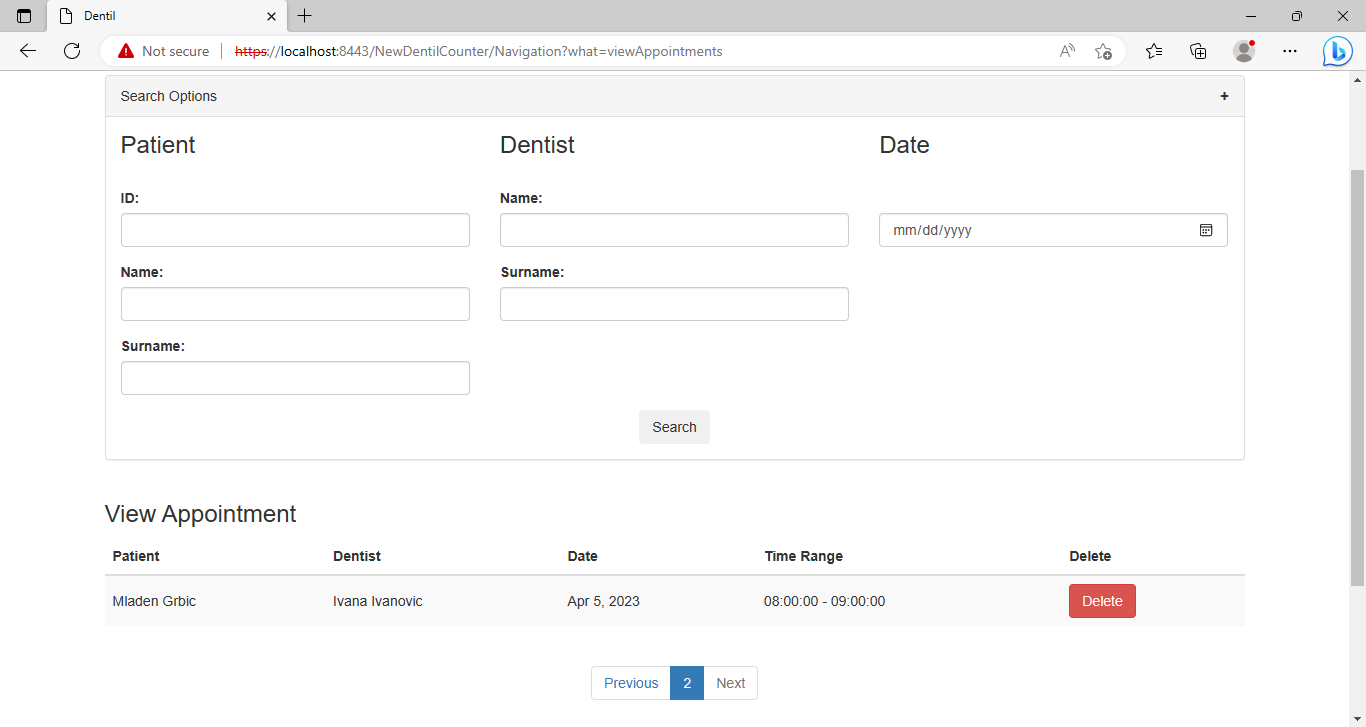 Dentil
Not secure https://localhost:8443/NewDentilCounter/Navigation?what=viewAppointments
Search Options +
Patient Dentist Date
ID: Name:
mm/dd/yyyy
Name: Surname:
Surname:
Search
View Appointment
Patient Dentist Date Time Range Delete
Mladen Grbic Ivana Ivanovic Apr 5, 2023 08:00:00 - 09:00:00 Delete
Previous 2 Next